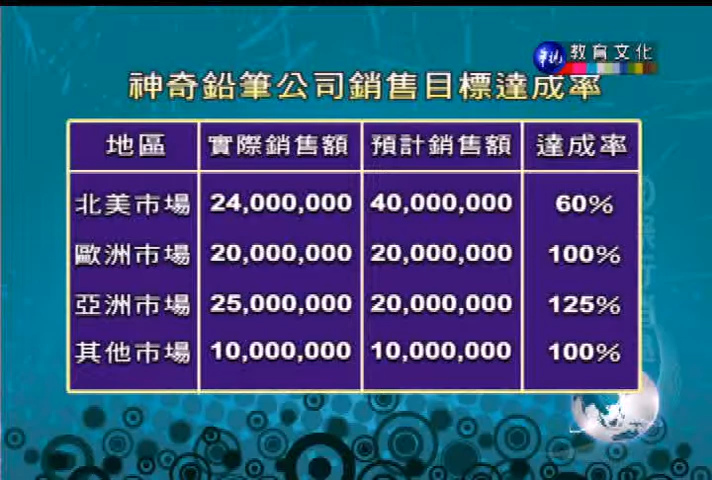 華視 教育文化
神奇鉛筆公司銷售目標達成率
地區 實際銷售額 預計銷售額 達成率
北美市場 24,000,000 40,000,000 60%
歐洲市場 20,000,000 20,000,000 100%
亞洲市場 25,000,000 20,000,000 125%
其他市場 10,000,000 10,000,000 100%